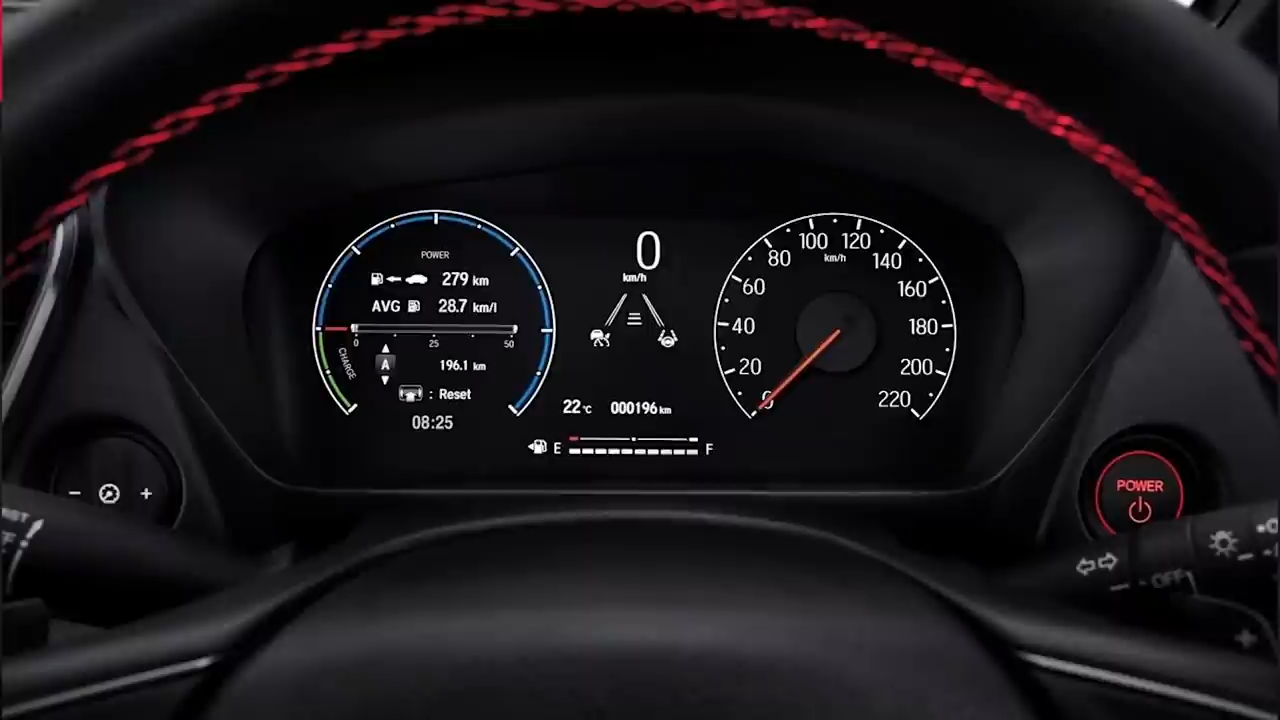 POWER
279 km
AVG 28.7 km/l
0 25 50
CHARGE
A
196.1 km
: Reset
08:25
0
km/h
22°C 000196 km
E F
0 20 40 60 80 100 120 140 160 180 200 220
km/h
− +
POWER
OFF